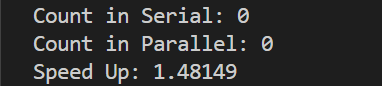 Count in Serial: 0
Count in Parallel: 0
Speed Up: 1.48149